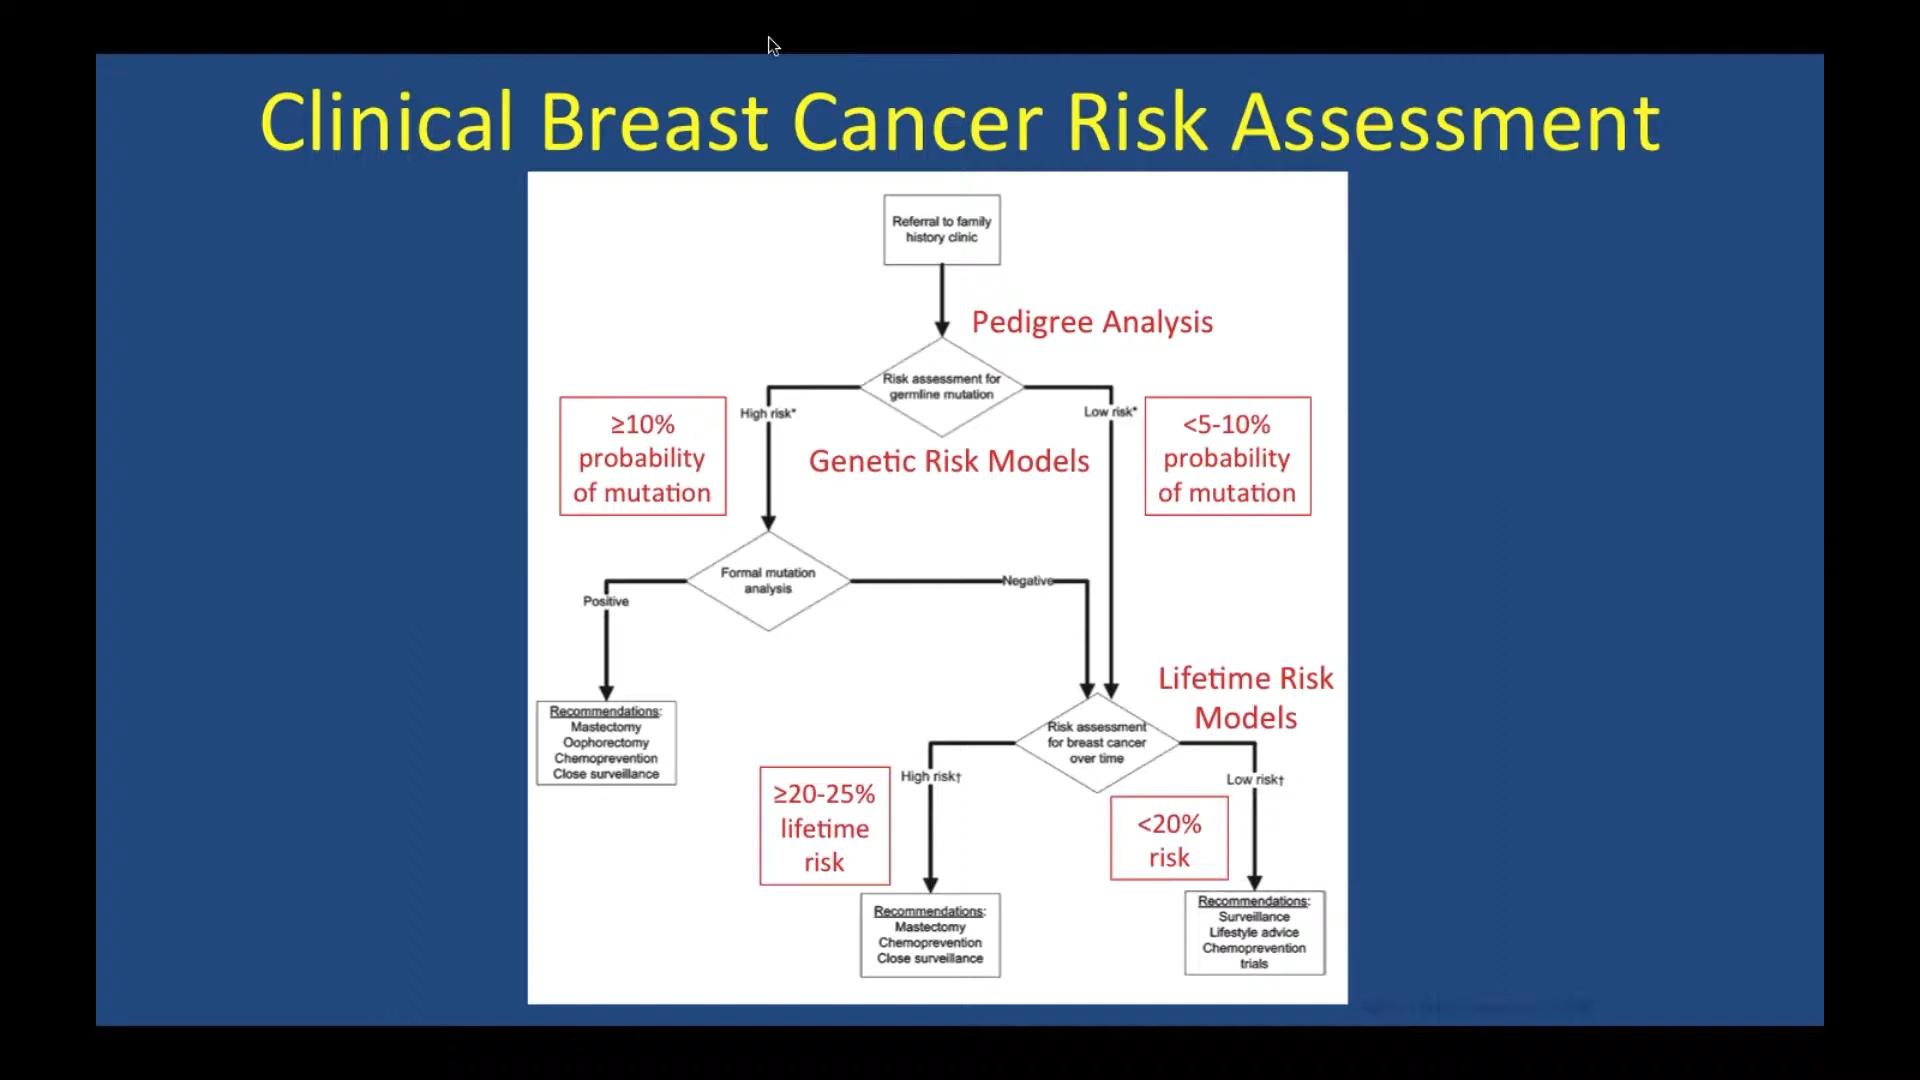 Clinical Breast Cancer Risk Assessment
Referral to family
history clinic
Pedigree Analysis
Risk assessment for
germline mutation
High risk*
Low risk*
≥10%
probability
of mutation
Genetic Risk Models
<5-10%
probability
of mutation
Formal mutation
analysis
Positive
Negative
Lifetime Risk
Models
Recommendations:
Mastectomy
Oophorectomy
Chemoprevention
Close surveillance
Risk assessment
for breast cancer
over time
High risk†
Low risk†
≥20-25%
lifetime
risk
<20%
risk
Recommendations:
Mastectomy
Chemoprevention
Close surveillance
Recommendations:
Surveillance
Lifestyle advice
Chemoprevention
trials